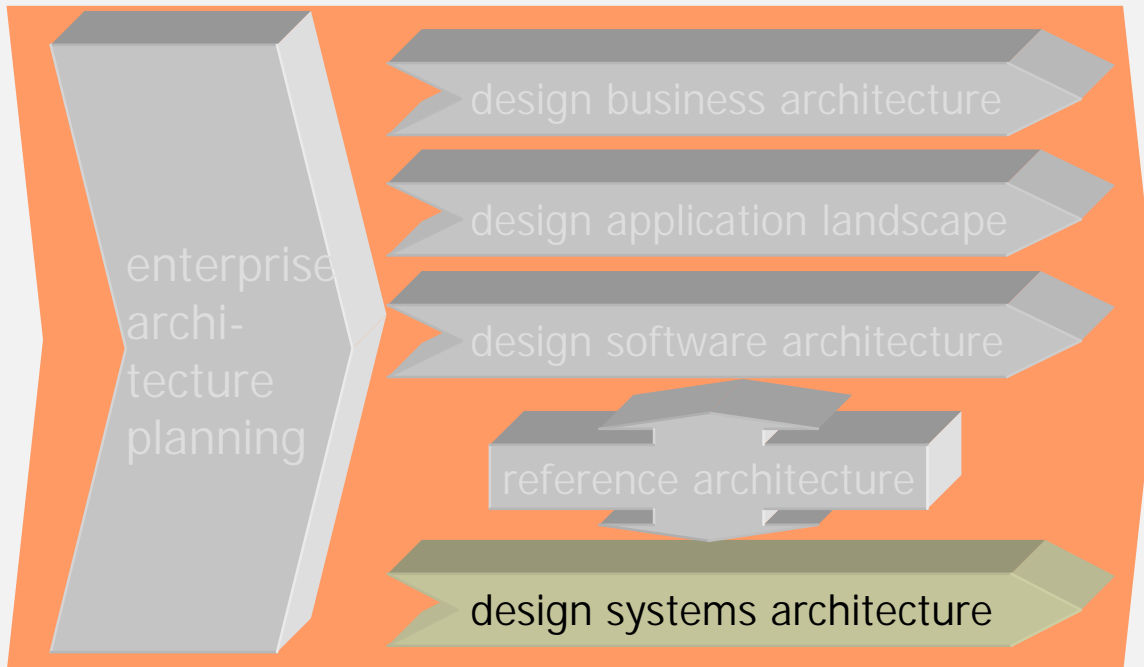 enterprise
archi-
tecture
planning
design business architecture
design application landscape
design software architecture
reference architecture
design systems architecture